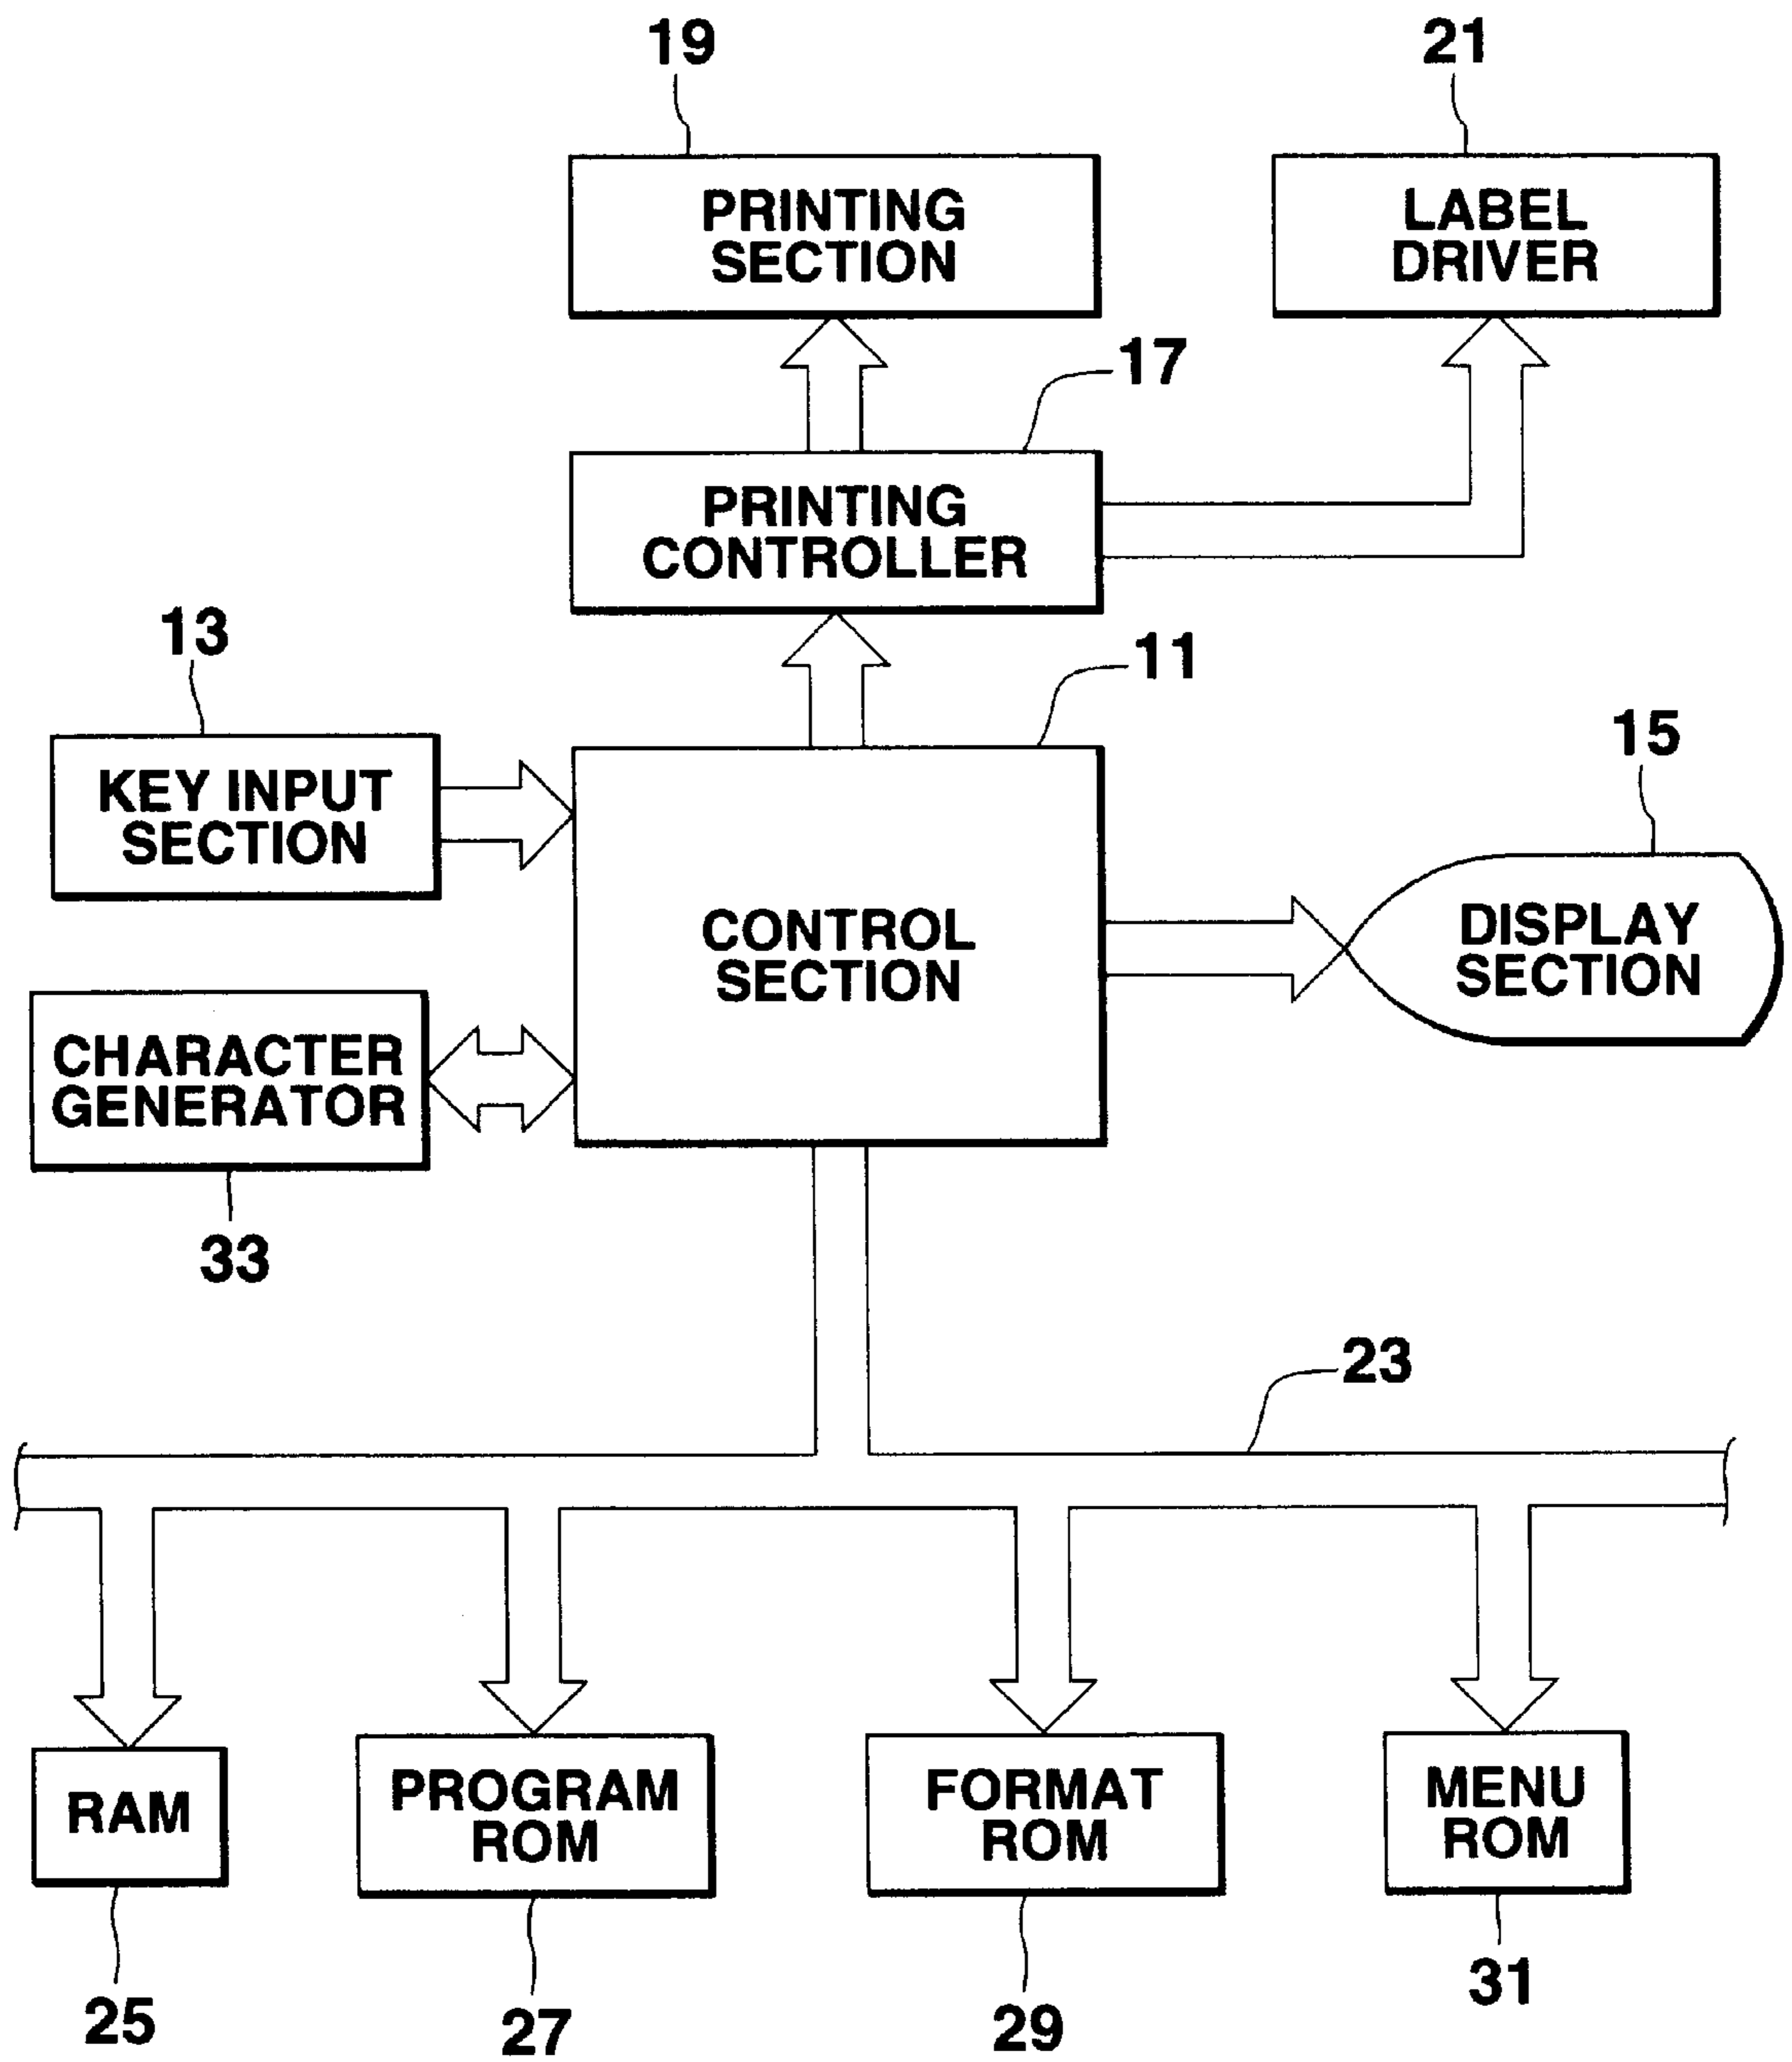 19
21
PRINTING
SECTION
LABEL
DRIVER
17
PRINTING
CONTROLLER
13
11
15
KEY INPUT
SECTION
CONTROL
SECTION
DISPLAY
SECTION
CHARACTER
GENERATOR
33
23
RAM
PROGRAM
ROM
FORMAT
ROM
MENU
ROM
25
27
29
31